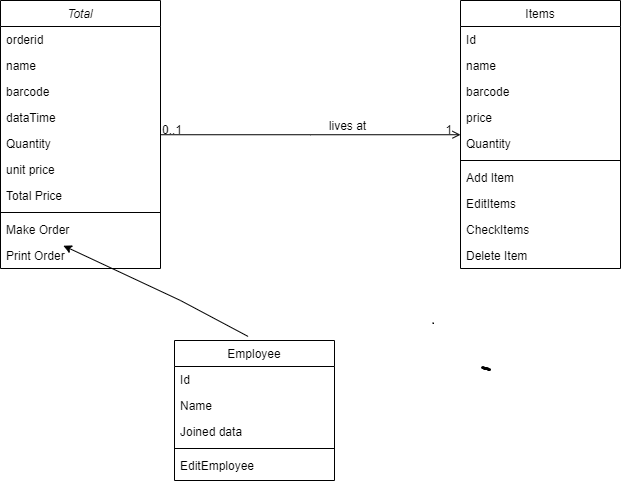 Total
orderid
name
barcode
dataTime
Quantity
unit price
Total Price
Make Order
Print Order
0..1
lives at
1
Items
Id
name
barcode
price
Quantity
Add Item
EditItems
CheckItems
Delete Item
Employee
Id
Name
Joined data
EditEmployee